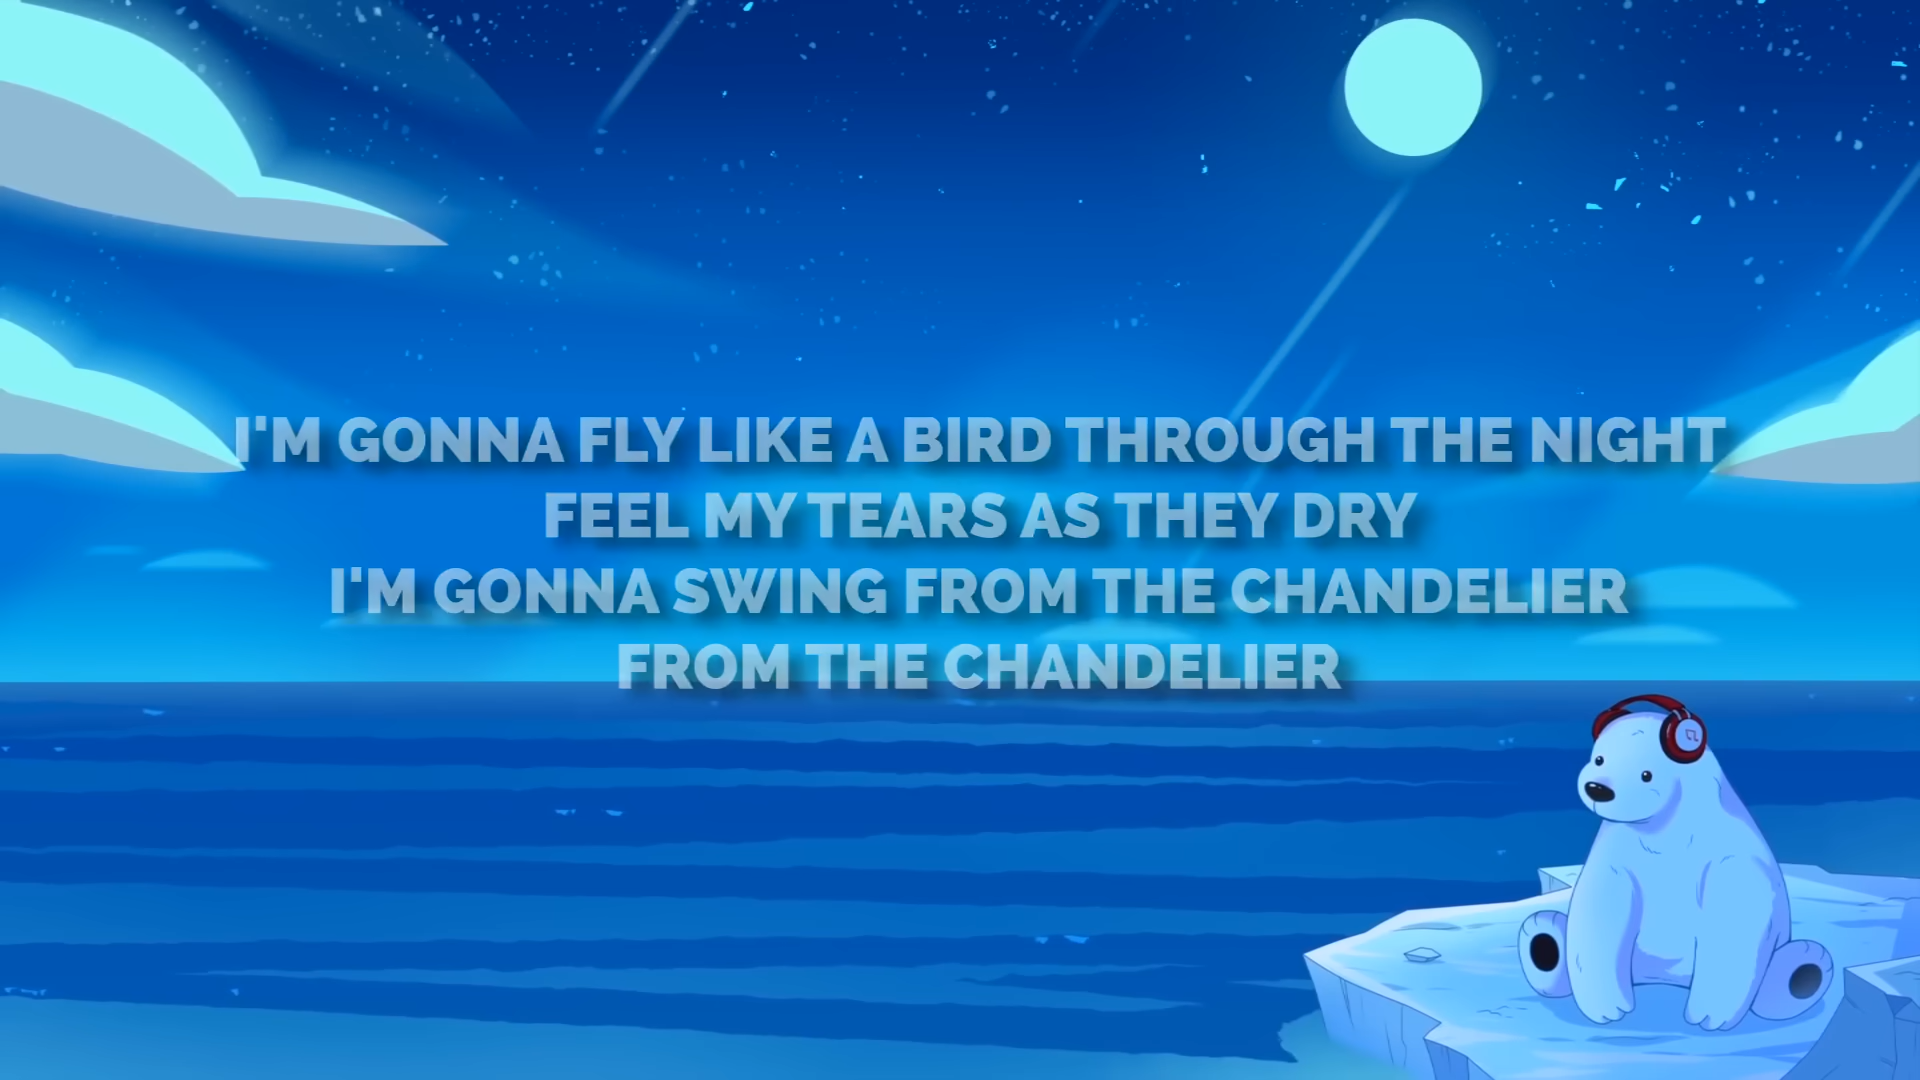 I'M GONNA FLY LIKE A BIRD THROUGH THE NIGHT
FEEL MY TEARS AS THEY DRY
I'M GONNA SWING FROM THE CHANDELIER
FROM THE CHANDELIER